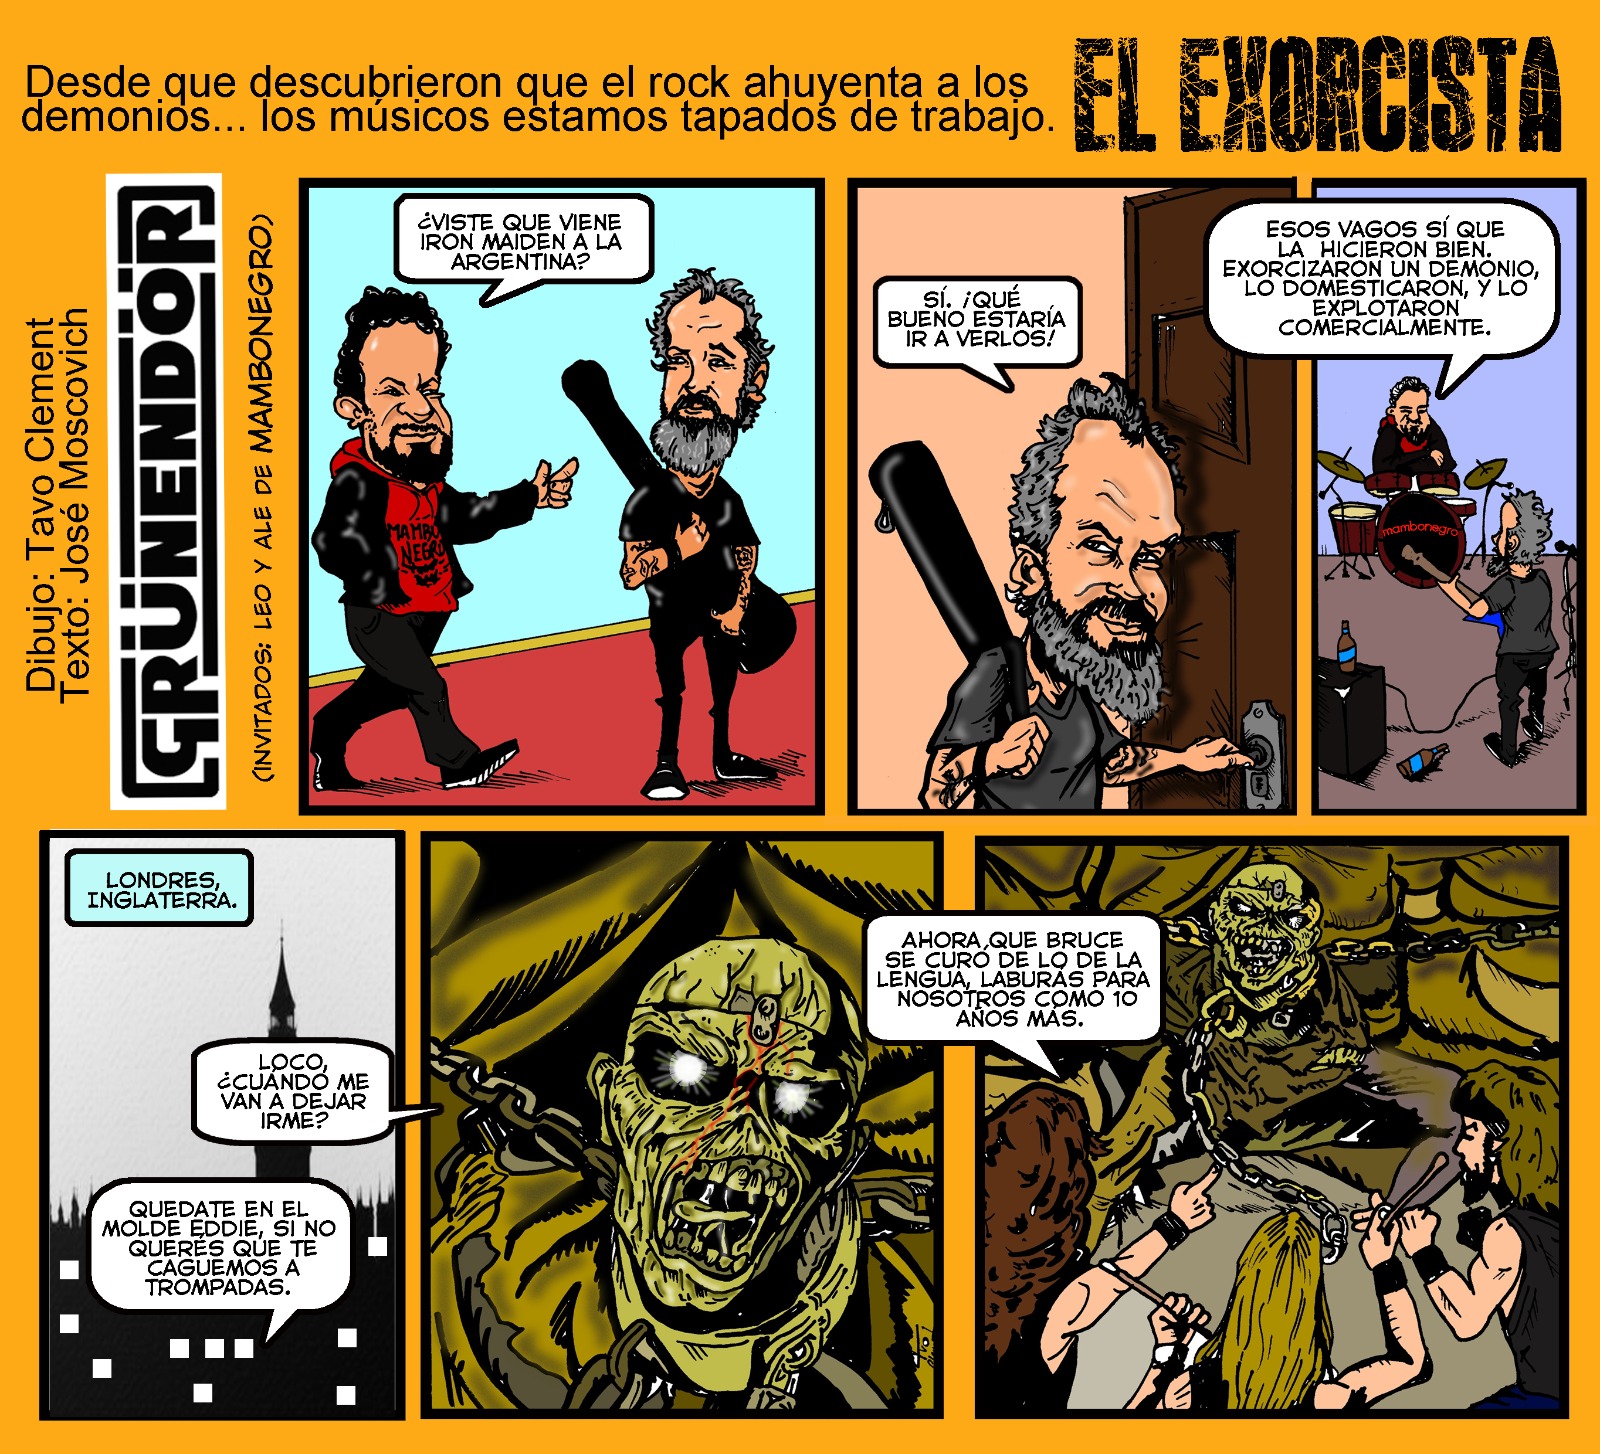 Desde que descubrieron que el rock ahuyenta a los
demonios... los músicos estamos tapados de trabajo.
EL EXORCISTA
Dibujo: Tavo Clement
Texto: José Moscovich
GRÜNENDÖR
(INVITADOS: LEO Y ALE DE MAMBONEGRO)
¿VISTE QUE VIENE
IRON MAIDEN A LA
ARGENTINA?
MAMBO
NEGRO
SÍ. ¡QUÉ
BUENO ESTARÍA
IR A VERLOS!
ESOS VAGOS SÍ QUE
LA HICIERON BIEN.
EXORCIZARON UN DEMONIO,
LO DOMESTICARON, Y LO
EXPLOTARON
COMERCIALMENTE.
mambonegro
LONDRES,
INGLATERRA.
LOCO,
¿CUÁNDO ME
VAN A DEJAR
IRME?
QUEDATE EN EL
MOLDE EDDIE, SI NO
QUERÉS QUE TE
CAGUEMOS A
TROMPADAS.
AHORA QUE BRUCE
SE CURÓ DE LO DE LA
LENGUA, LABURÁS PARA
NOSOTROS COMO 10
AÑOS MÁS.